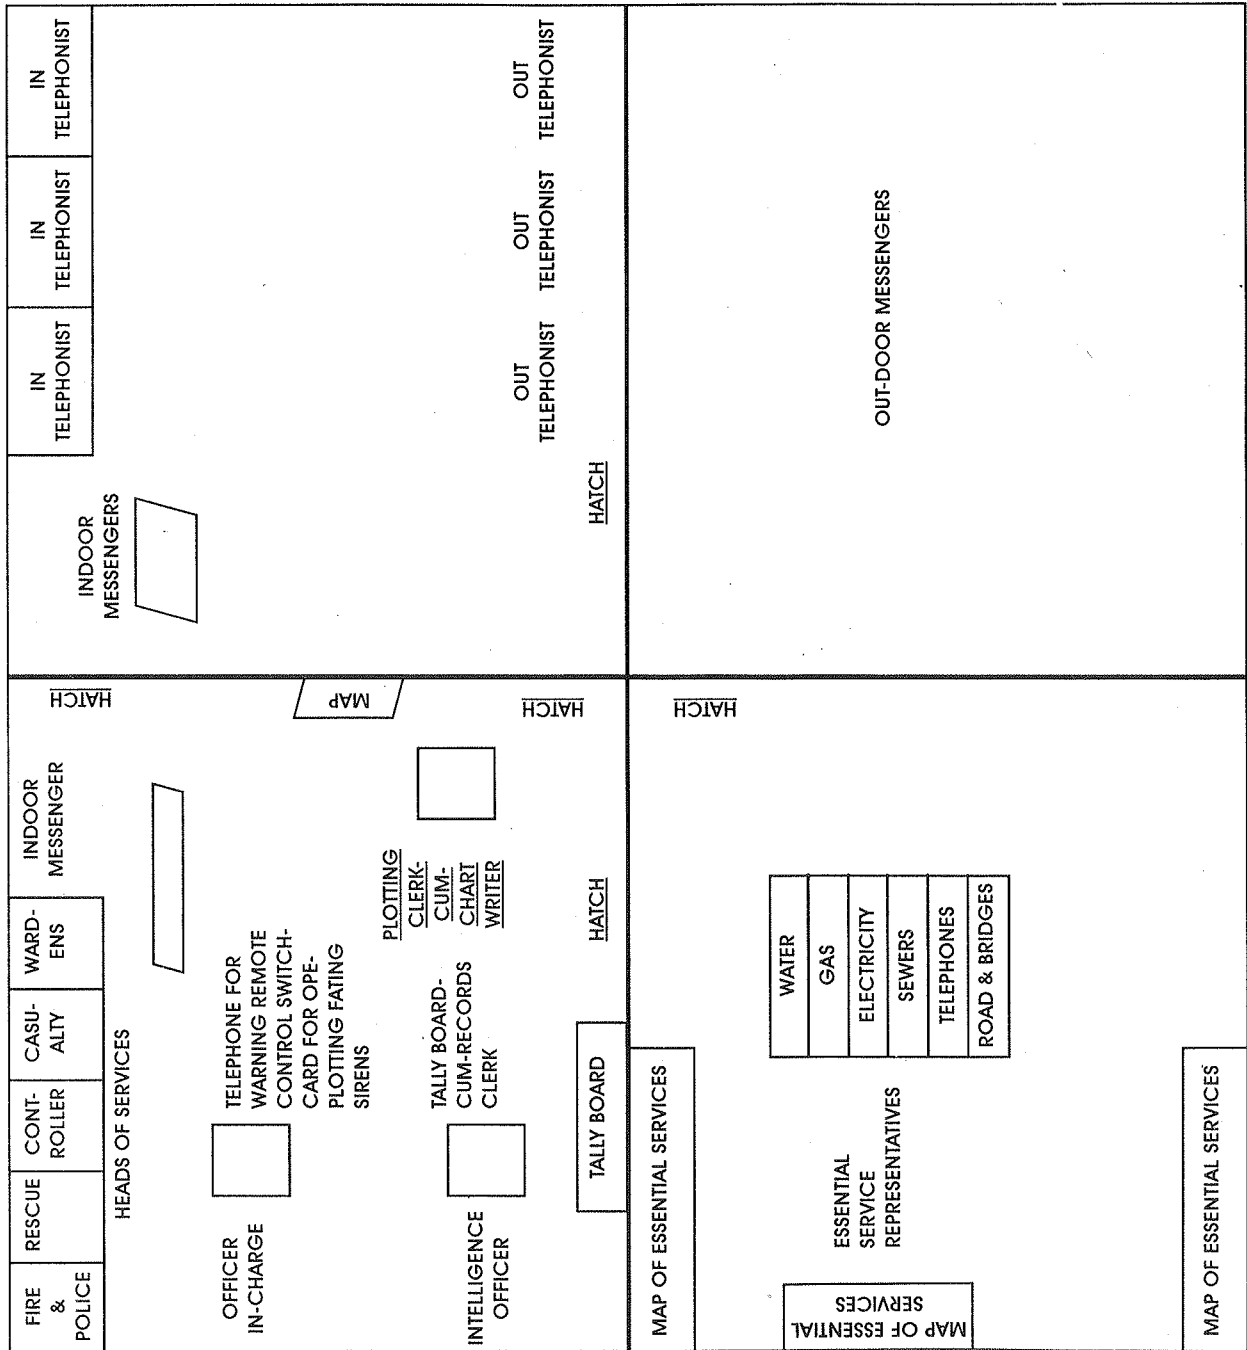 FIRE
&
POLICE
RESCUE
CONT-
ROLLER
CASU-
ALTY
WARD-
ENS
INDOOR
MESSENGER
HATCH
HEADS OF SERVICES
MAP
OFFICER
IN-CHARGE
TELEPHONE FOR
WARNING REMOTE
CONTROL SWITCH-
CARD FOR OPE-
PLOTTING FATING
SIRENS
PLOTTING
CLERK-
CUM-
CHART
WRITER
INTELLIGENCE
OFFICER
TALLY BOARD-
CUM-RECORDS
CLERK
HATCH
TALLY BOARD
HATCH
INDOOR
MESSENGERS
IN
TELEPHONIST
IN
TELEPHONIST
IN
TELEPHONIST
OUT
TELEPHONIST
OUT
TELEPHONIST
OUT
TELEPHONIST
HATCH
MAP OF ESSENTIAL SERVICES
HATCH
MAP OF ESSENTIAL
SERVICES
ESSENTIAL
SERVICE
REPRESENTATIVES
WATER
GAS
ELECTRICITY
SEWERS
TELEPHONES
ROAD & BRIDGES
MAP OF ESSENTIAL SERVICES
OUT-DOOR MESSENGERS